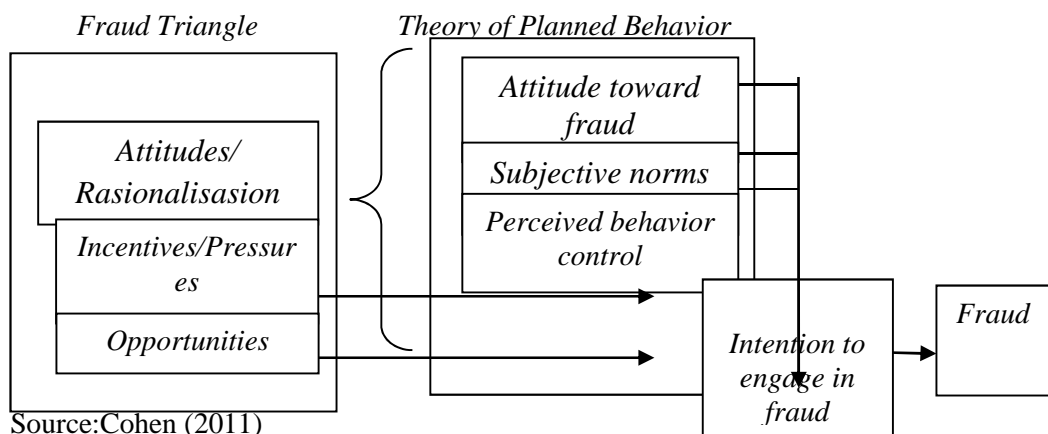 Fraud Triangle
Theory of Planned Behavior
Attitudes/
Rasionalisasion
Incentives/Pressur
es
Opportunities
Attitude toward
fraud
Subjective norms
Perceived behavior
control
Intention to
engage in
fraud
Fraud
Source:Cohen (2011)